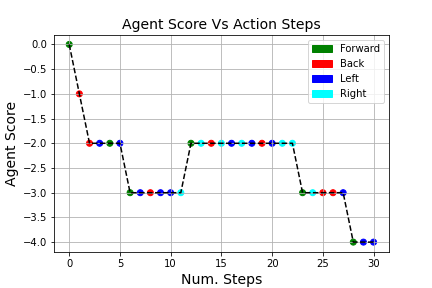 Agent Score Vs Action Steps
0.0
−0.5
−1.0
−1.5
−2.0
−2.5
−3.0
−3.5
−4.0
Agent Score
Forward
Back
Left
Right
0 5 10 15 20 25 30
Num. Steps